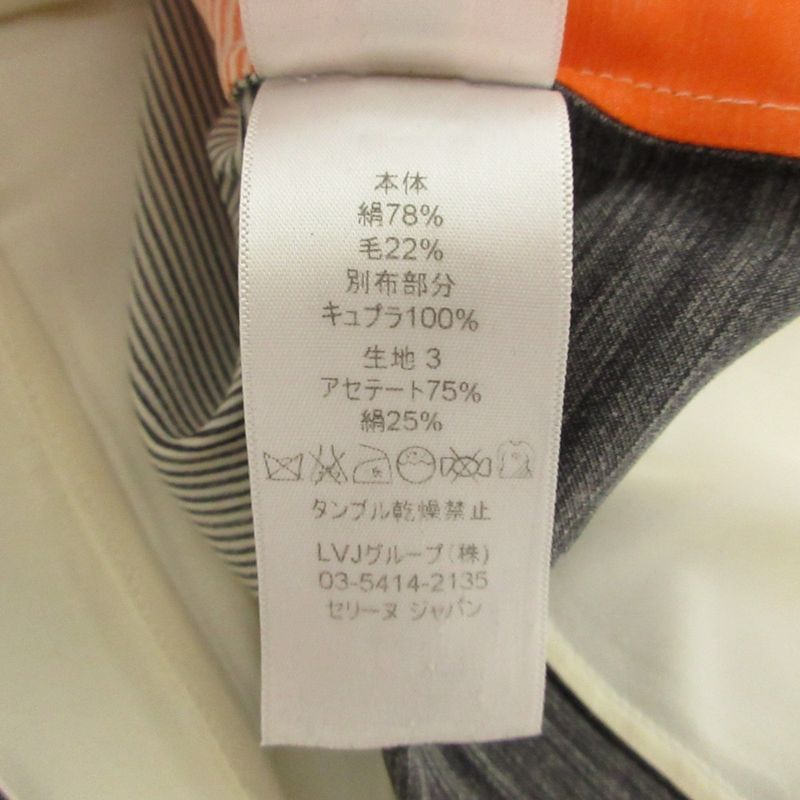 本体
絹78%
毛22%
別布部分
キュプラ100%
生地 3
アセテート75%
絹25%
タンブル乾燥禁止
LVJグループ(株)
03-5414-2135
セリーヌ ジャパン